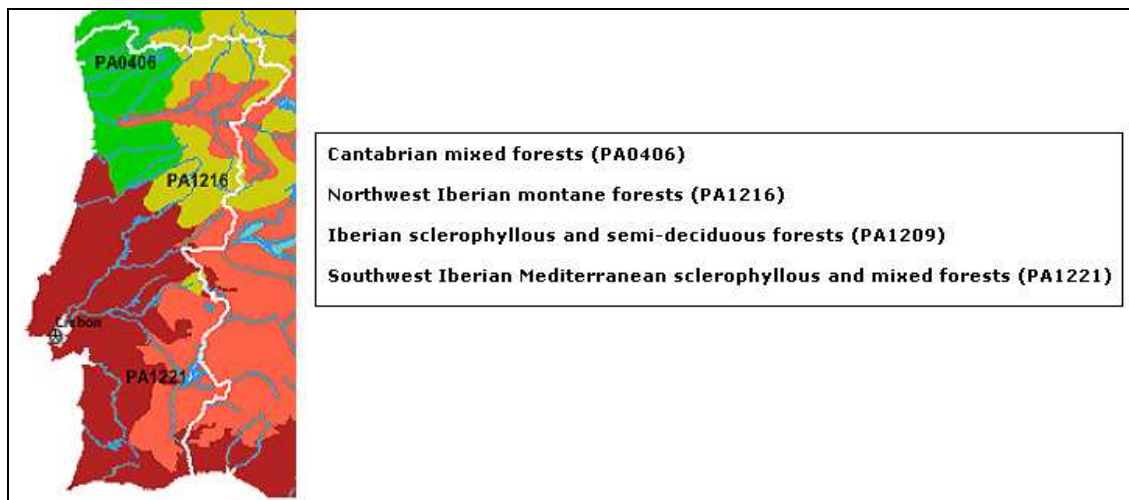 PA0406
PA1216
Lisbon
PA1221
Cantabrian mixed forests (PA0406)
Northwest Iberian montane forests (PA1216)
Iberian sclerophyllous and semi-deciduous forests (PA1209)
Southwest Iberian Mediterranean sclerophyllous and mixed forests (PA1221)